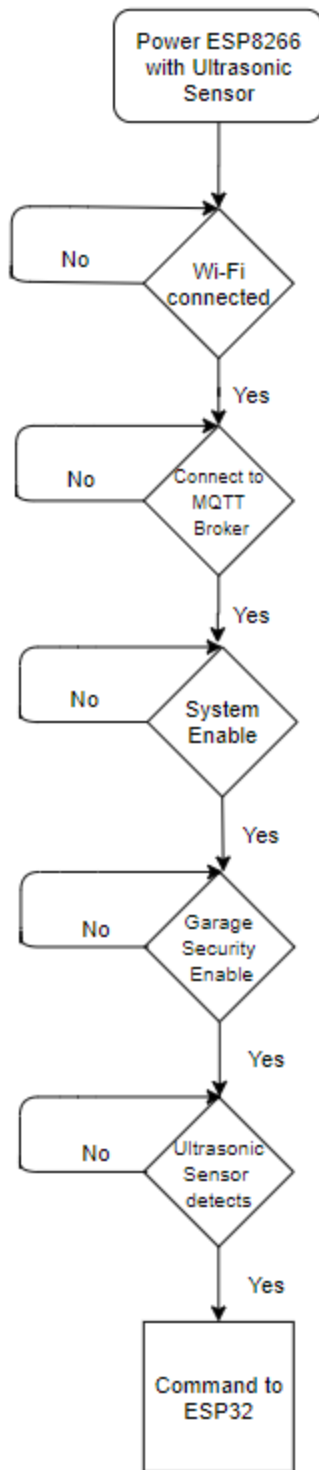 Power ESP8266
with Ultrasonic
Sensor
No
Wi-Fi
connected
Yes
No
Connect to
MQTT
Broker
Yes
No
System
Enable
Yes
No
Garage
Security
Enable
Yes
No
Ultrasonic
Sensor
detects
Yes
Command to
ESP32